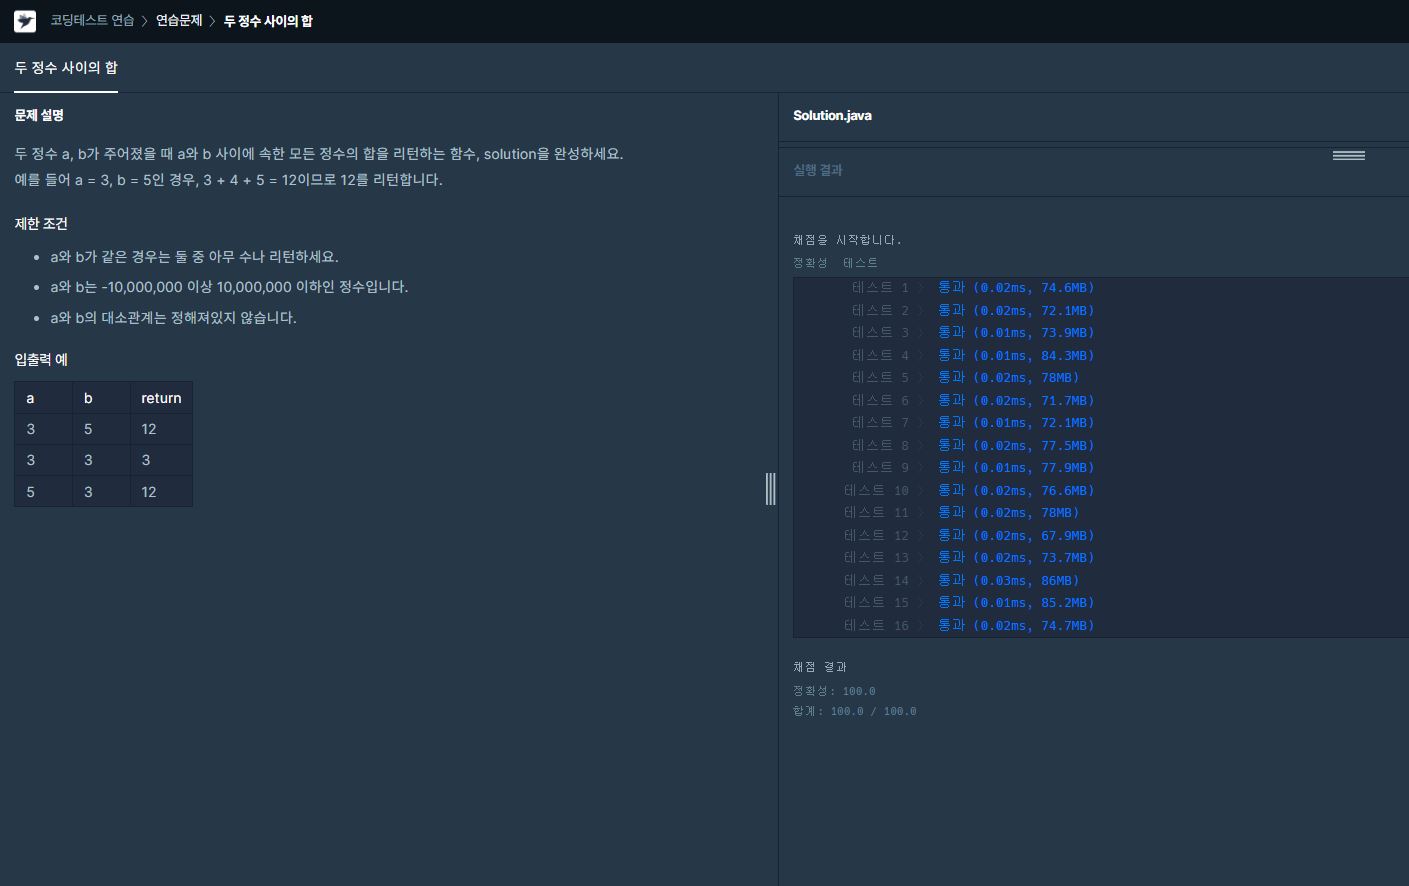 코딩테스트 연습 > 연습문제 > 두 정수 사이의 합
두 정수 사이의 합
문제 설명
두 정수 a, b가 주어졌을 때 a와 b 사이에 속한 모든 정수의 합을 리턴하는 함수, solution을 완성하세요.
예를 들어 a = 3, b = 5인 경우, 3 + 4 + 5 = 12이므로 12를 리턴합니다.
제한 조건
• a와 b가 같은 경우는 둘 중 아무 수나 리턴하세요.
• a와 b는 -10,000,000 이상 10,000,000 이하인 정수입니다.
• a와 b의 대소관계는 정해져있지 않습니다.
입출력 예
a b return
3 5 12
3 3 3
5 3 12
Solution.java
실행 결과
채점을 시작합니다.
정확성 테스트
테스트 1 > 통과 (0.02ms, 74.6MB)
테스트 2 > 통과 (0.02ms, 72.1MB)
테스트 3 > 통과 (0.01ms, 73.9MB)
테스트 4 > 통과 (0.01ms, 84.3MB)
테스트 5 > 통과 (0.02ms, 78MB)
테스트 6 > 통과 (0.02ms, 71.7MB)
테스트 7 > 통과 (0.01ms, 72.1MB)
테스트 8 > 통과 (0.02ms, 77.5MB)
테스트 9 > 통과 (0.01ms, 77.9MB)
테스트 10 > 통과 (0.02ms, 76.6MB)
테스트 11 > 통과 (0.02ms, 78MB)
테스트 12 > 통과 (0.02ms, 67.9MB)
테스트 13 > 통과 (0.02ms, 73.7MB)
테스트 14 > 통과 (0.03ms, 86MB)
테스트 15 > 통과 (0.01ms, 85.2MB)
테스트 16 > 통과 (0.02ms, 74.7MB)
채점 결과
정확성: 100.0
합계: 100.0 / 100.0